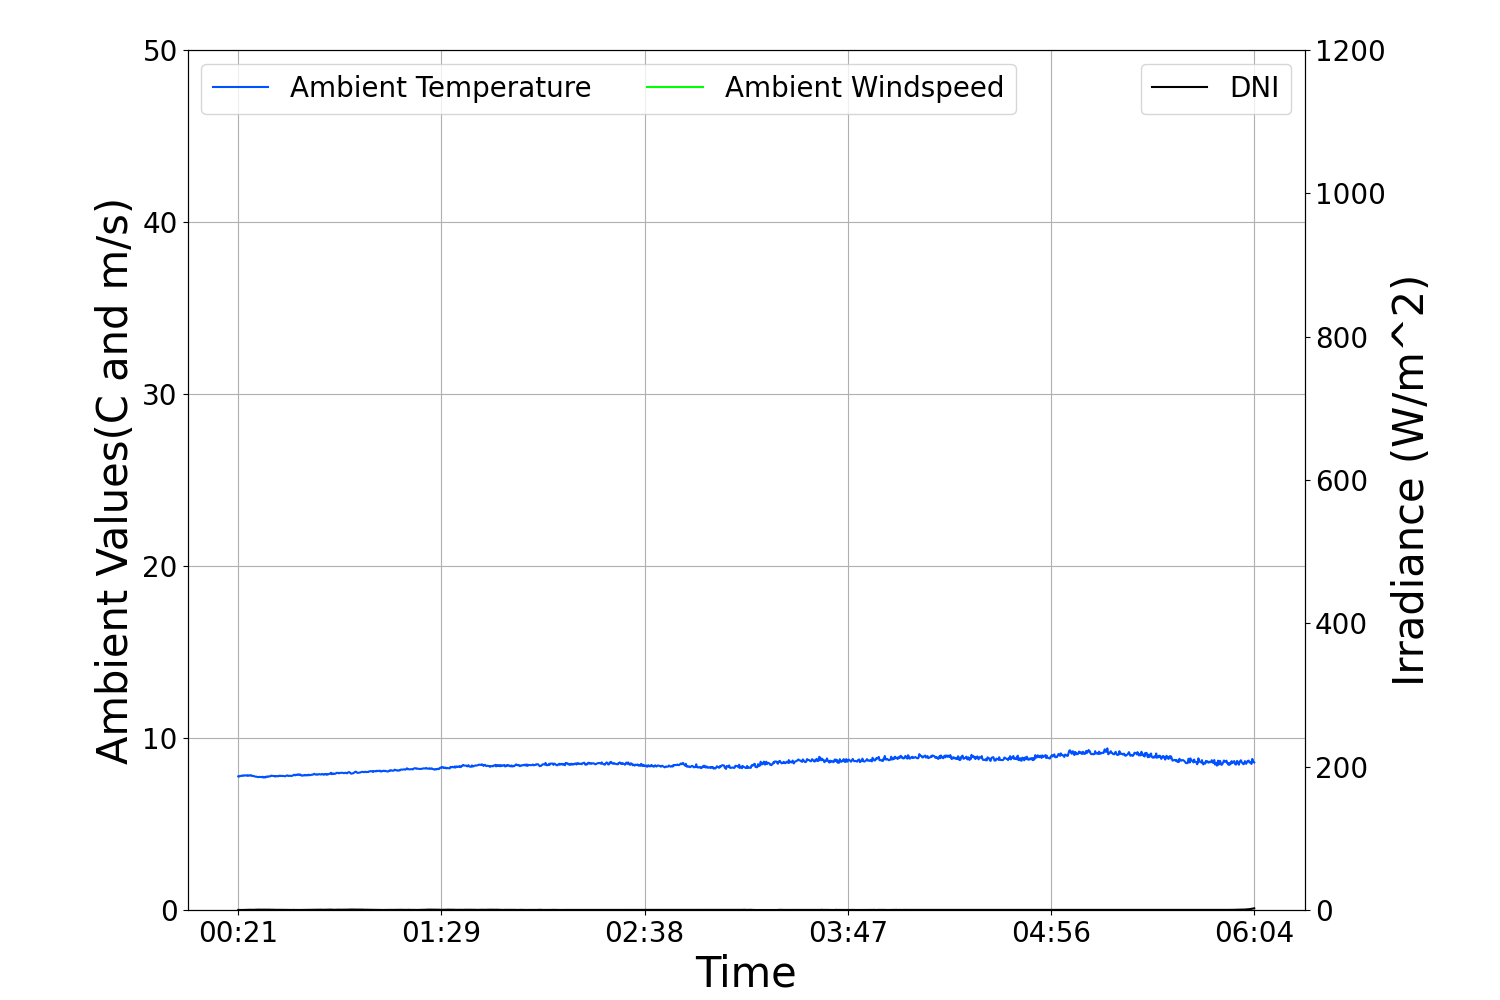 Ambient Temperature Ambient Windspeed DNI
Ambient Values(C and m/s)
50
40
30
20
10
0
1200
1000
800
600
400
200
0
Irradiance (W/m^2)
00:21 01:29 02:38 03:47 04:56 06:04
Time